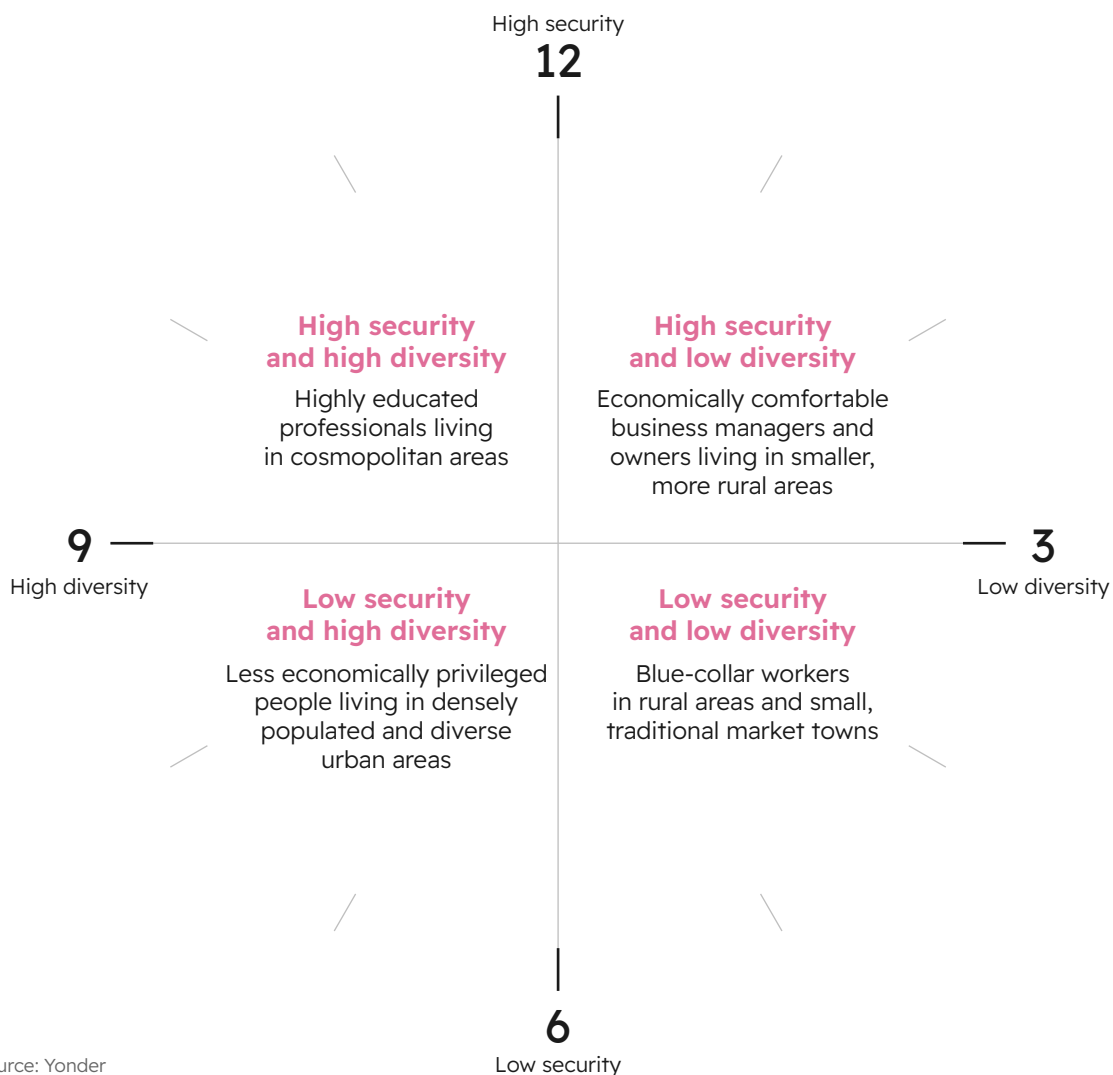 High security
12
High security
and high diversity
Highly educated
professionals living
in cosmopolitan areas
High security
and low diversity
Economically comfortable
business managers and
owners living in smaller,
more rural areas
9
High diversity
3
Low diversity
Low security
and high diversity
Less economically privileged
people living in densely
populated and diverse
urban areas
Low security
and low diversity
Blue-collar workers
in rural areas and small,
traditional market towns
6
Low security
urce: Yonder